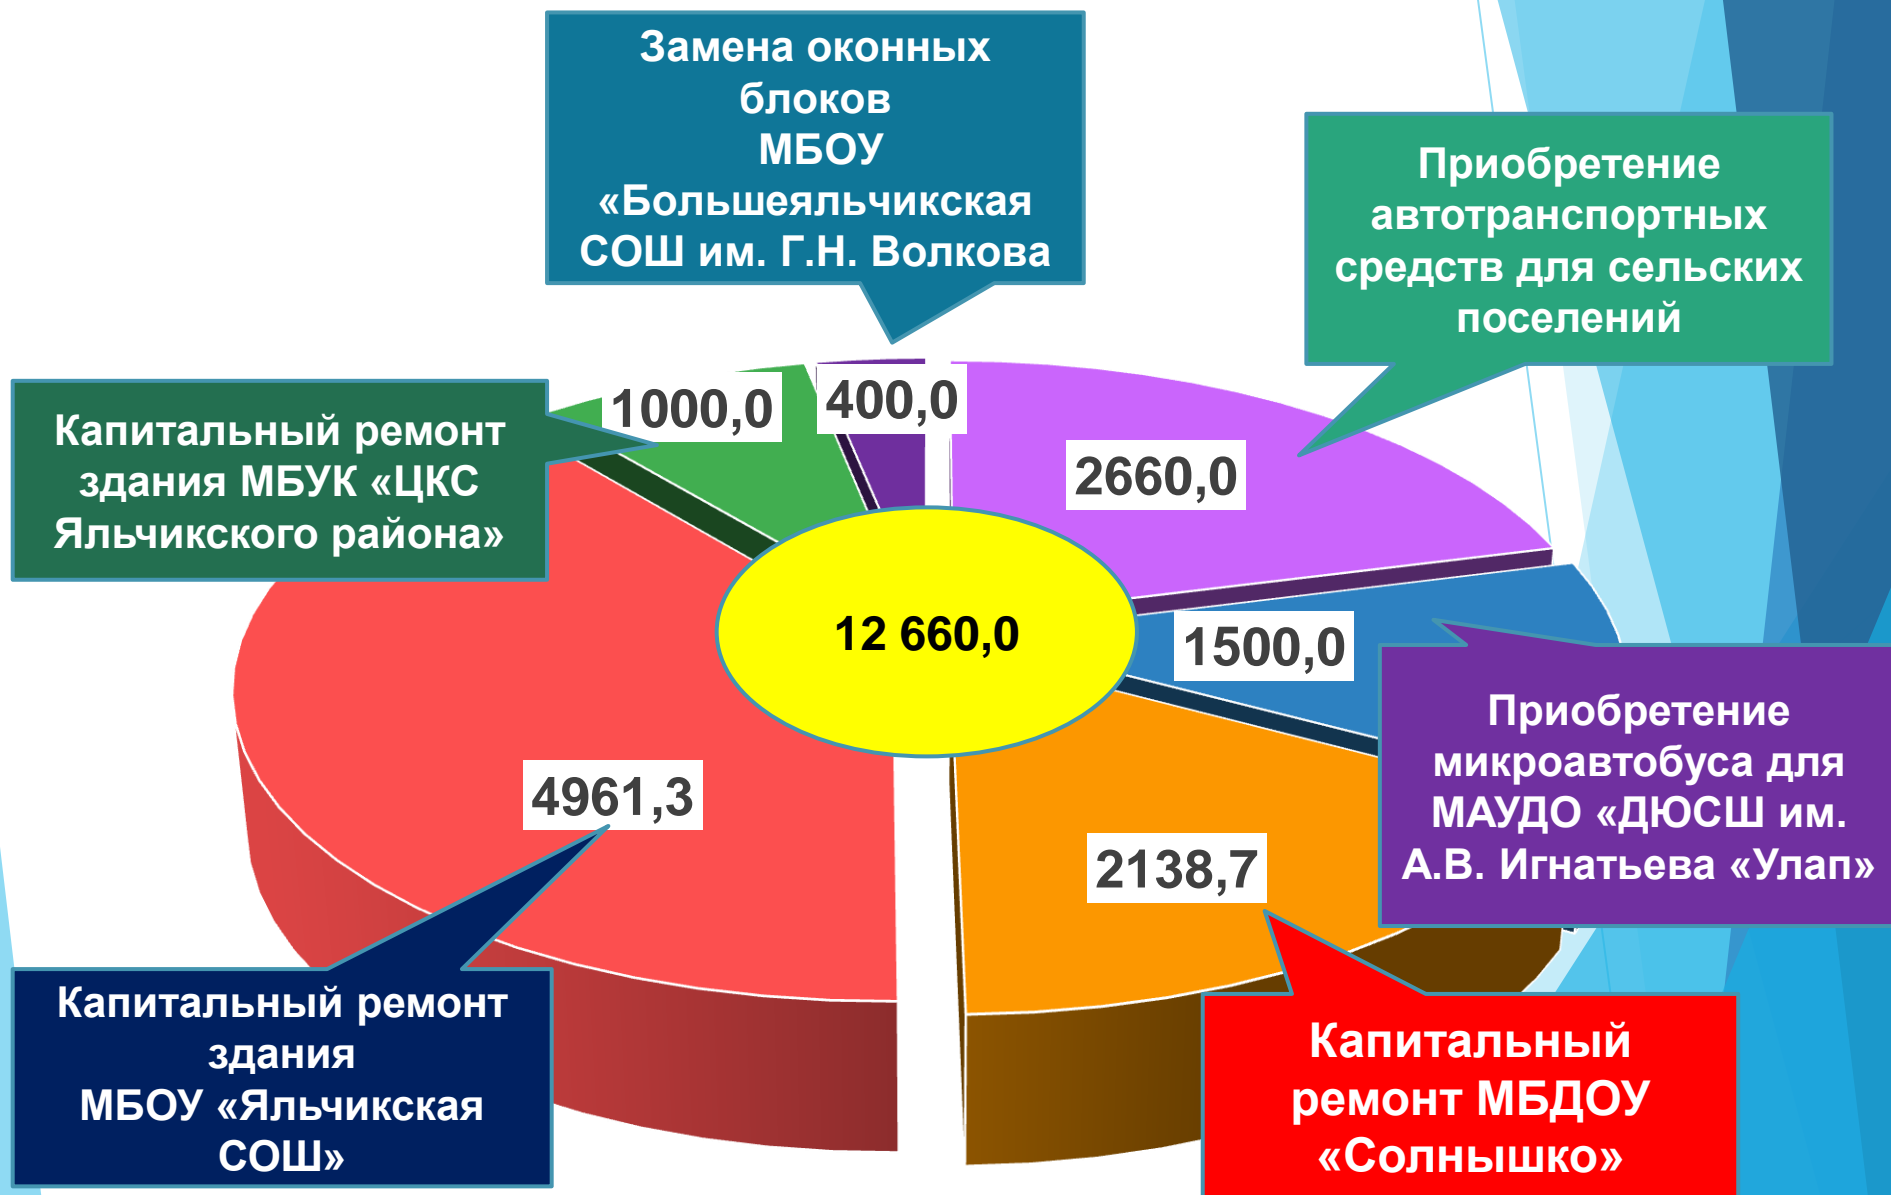 Замена оконных
блоков
МБОУ
«Большеяльчикская
СОШ им. Г.Н. Волкова
Приобретение
автотранспортных
средств для сельских
поселений
Капитальный ремонт
здания МБУК «ЦКС
Яльчикского района»
1000,0
400,0
2660,0
12 660,0
1500,0
Приобретение
микроавтобуса для
МАУДО «ДЮСШ им.
А.В. Игнатьева «Улап»
4961,3
2138,7
Капитальный ремонт
здания
МБОУ «Яльчикская
СОШ»
Капитальный
ремонт МБДОУ
«Солнышко»